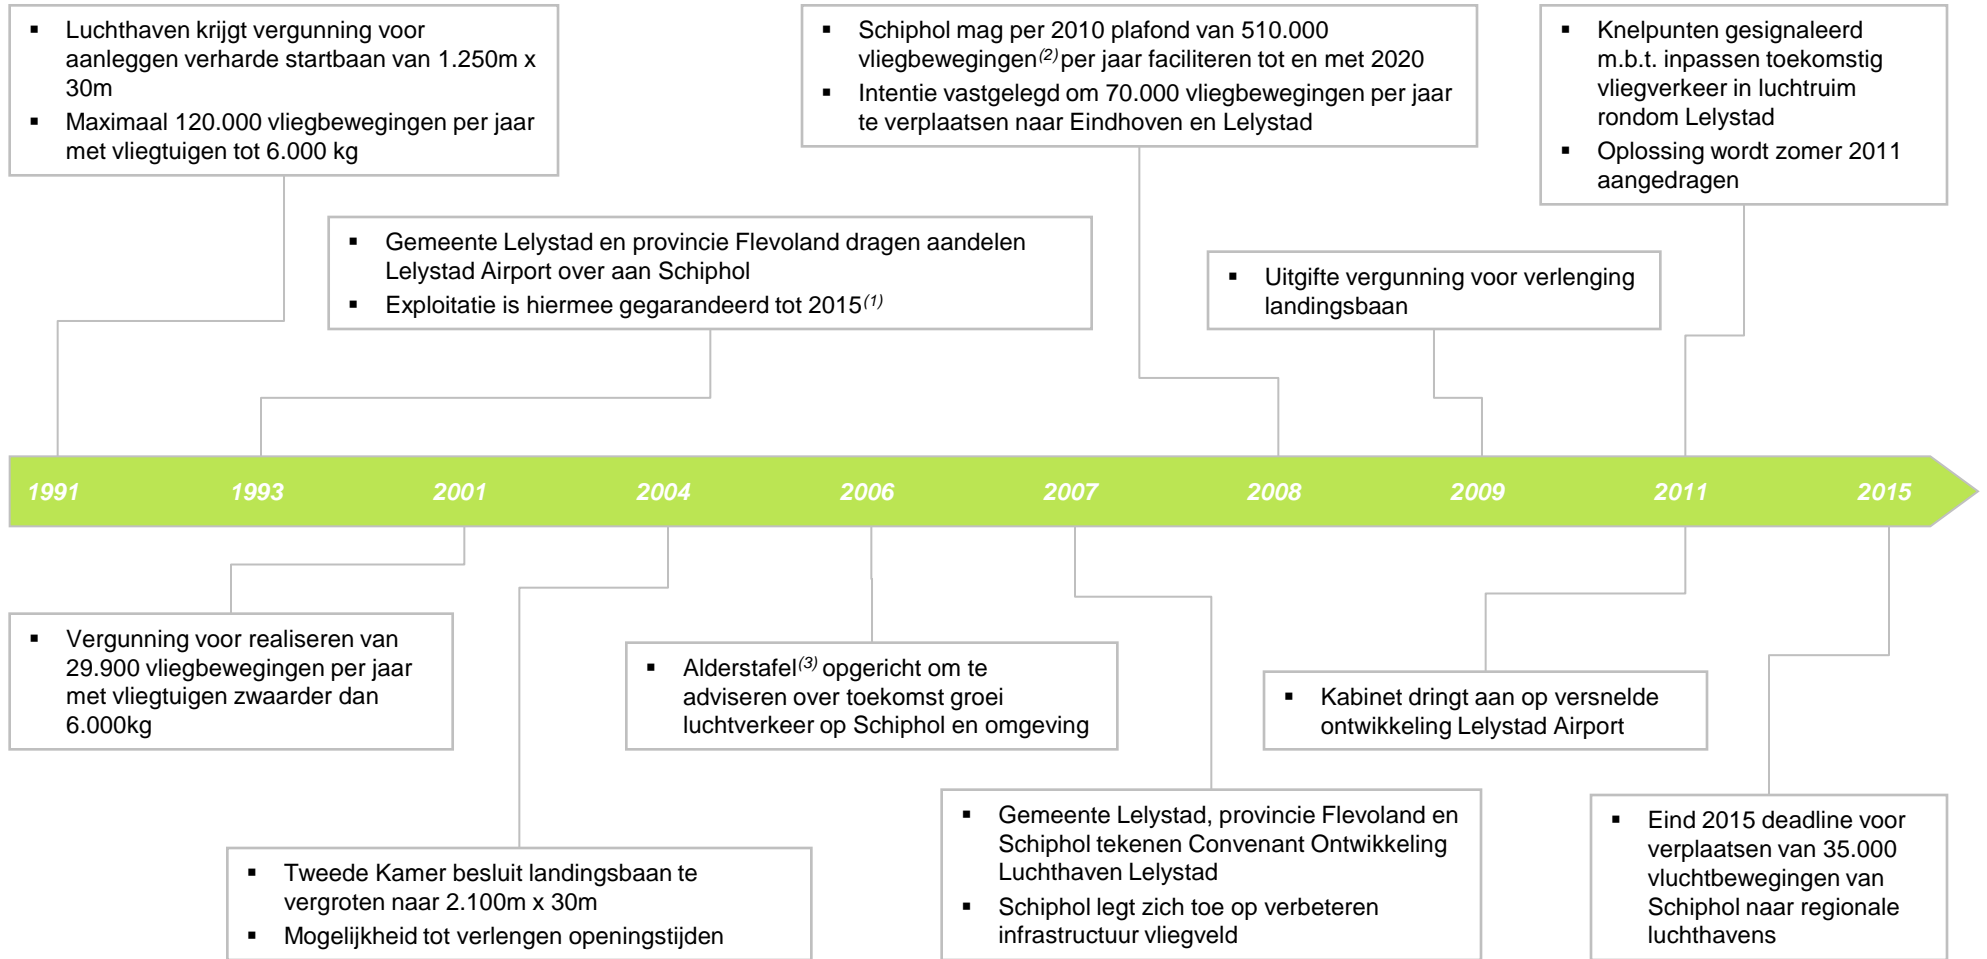 ▪ Luchthaven krijgt vergunning voor
aanleggen verharde startbaan van 1.250m x
30m
▪ Maximaal 120.000 vliegbewegingen per jaar
met vliegtuigen tot 6.000 kg
▪ Schiphol mag per 2010 plafond van 510.000
vliegbewegingen(2) per jaar faciliteren tot en met 2020
▪ Intentie vastgelegd om 70.000 vliegbewegingen per jaar
te verplaatsen naar Eindhoven en Lelystad
▪ Knelpunten gesignaleerd
m.b.t. inpassen toekomstig
vliegverkeer in luchtruim
rondom Lelystad
▪ Oplossing wordt zomer 2011
aangedragen
▪ Gemeente Lelystad en provincie Flevoland dragen aandelen
Lelystad Airport over aan Schiphol
▪ Exploitatie is hiermee gegarandeerd tot 2015(1)
▪ Uitgifte vergunning voor verlenging
landingsbaan
1991 1993 2001 2004 2006 2007 2008 2009 2011 2015
▪ Vergunning voor realiseren van
29.900 vliegbewegingen per jaar
met vliegtuigen zwaarder dan
6.000kg
▪ Alderstafel(3) opgericht om te
adviseren over toekomst groei
luchtverkeer op Schiphol en omgeving
▪ Kabinet dringt aan op versnelde
ontwikkeling Lelystad Airport
▪ Tweede Kamer besluit landingsbaan te
vergroten naar 2.100m x 30m
▪ Mogelijkheid tot verlengen openingstijden
▪ Gemeente Lelystad, provincie Flevoland en
Schiphol tekenen Convenant Ontwikkeling
Luchthaven Lelystad
▪ Schiphol legt zich toe op verbeteren
infrastructuur vliegveld
▪ Eind 2015 deadline voor
verplaatsen van 35.000
vluchtbewegingen van
Schiphol naar regionale
luchthavens